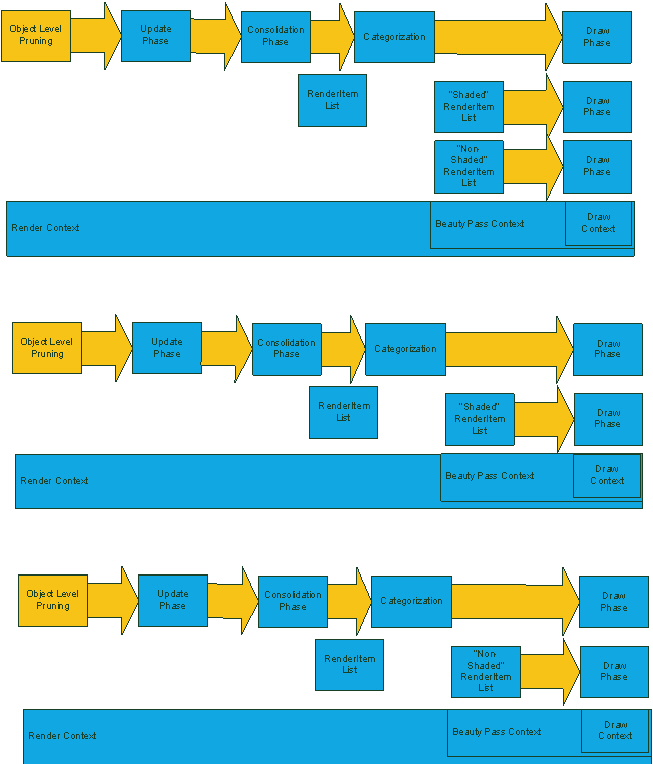 Object Level
Pruning
Update
Phase
Consolidation
Phase
Categorization
Draw
Phase
RenderItem
List
"Shaded"
RenderItem
List
Draw
Phase
"Non-
Shaded"
RenderItem
List
Draw
Phase
Render Context
Beauty Pass Context
Draw
Context
Object Level
Pruning
Update
Phase
Consolidation
Phase
Categorization
Draw
Phase
RenderItem
List
"Shaded"
RenderItem
List
Draw
Phase
Render Context
Beauty Pass Context
Draw
Context
Object Level
Pruning
Update
Phase
Consolidation
Phase
Categorization
Draw
Phase
RenderItem
List
"Non-
Shaded"
RenderItem
List
Draw
Phase
Render Context
Beauty Pass Context
Draw
Context